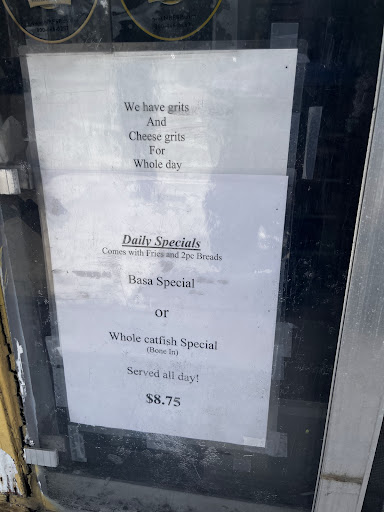 We have grits
And
Cheese grits
For
Whole day
Daily Specials
Comes with Fries and 2pc Breads
Basa Special
or
Whole catfish Special
(Bone In)
Served all day!
$8.75